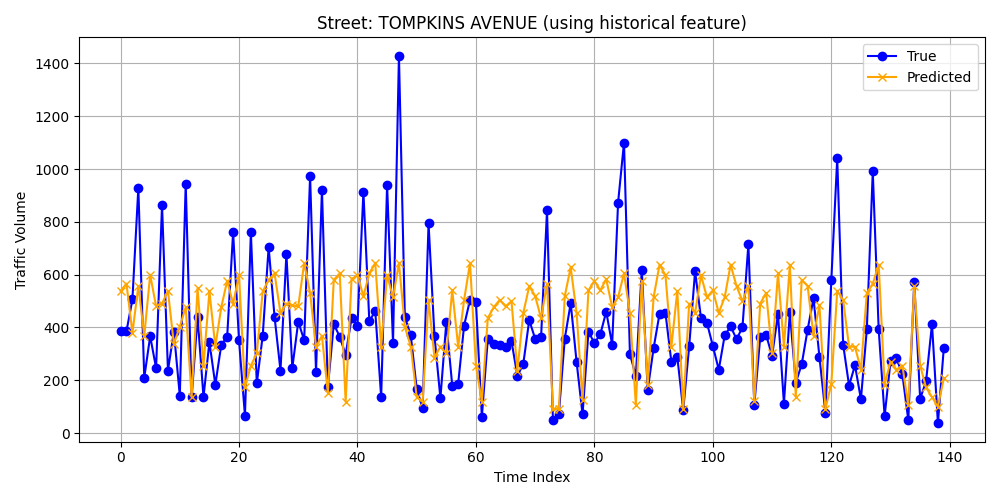 Street: TOMPKINS AVENUE (using historical feature)
True
Predicted
Traffic Volume
1400
1200
1000
800
600
400
200
0
0 20 40 60 80 100 120 140
Time Index